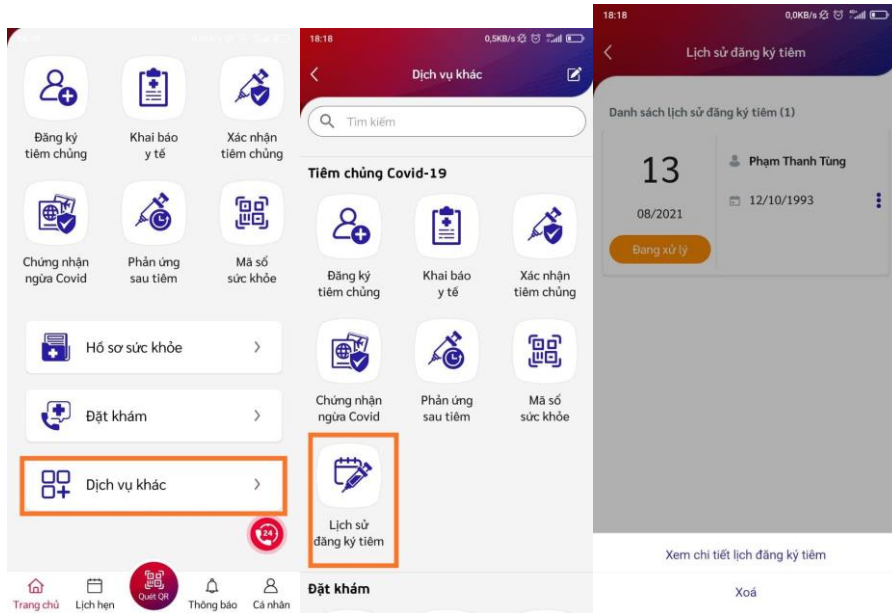 Đăng ký
tiêm chủng
Khai báo
y tế
Xác nhận
tiêm chủng
Chứng nhận
ngừa Covid
Phản ứng
sau tiêm
Mã số
sức khỏe
Hồ sơ sức khỏe
Đặt khám
Dịch vụ khác
24
Trang chủ
Lịch hẹn
Quét QR
Thông báo
Cá nhân
18:18
0,5KB/s
Dịch vụ khác
Tìm kiếm
Tiêm chủng Covid-19
Đăng ký
tiêm chủng
Khai báo
y tế
Xác nhận
tiêm chủng
Chứng nhận
ngừa Covid
Phản ứng
sau tiêm
Mã số
sức khỏe
Lịch sử
đăng ký tiêm
Đặt khám
18:18
0,0KB/s
Lịch sử đăng ký tiêm
Danh sách lịch sử đăng ký tiêm (1)
13
08/2021
Đang xử lý
Phạm Thanh Tùng
12/10/1993
Xem chi tiết lịch đăng ký tiêm
Xoá